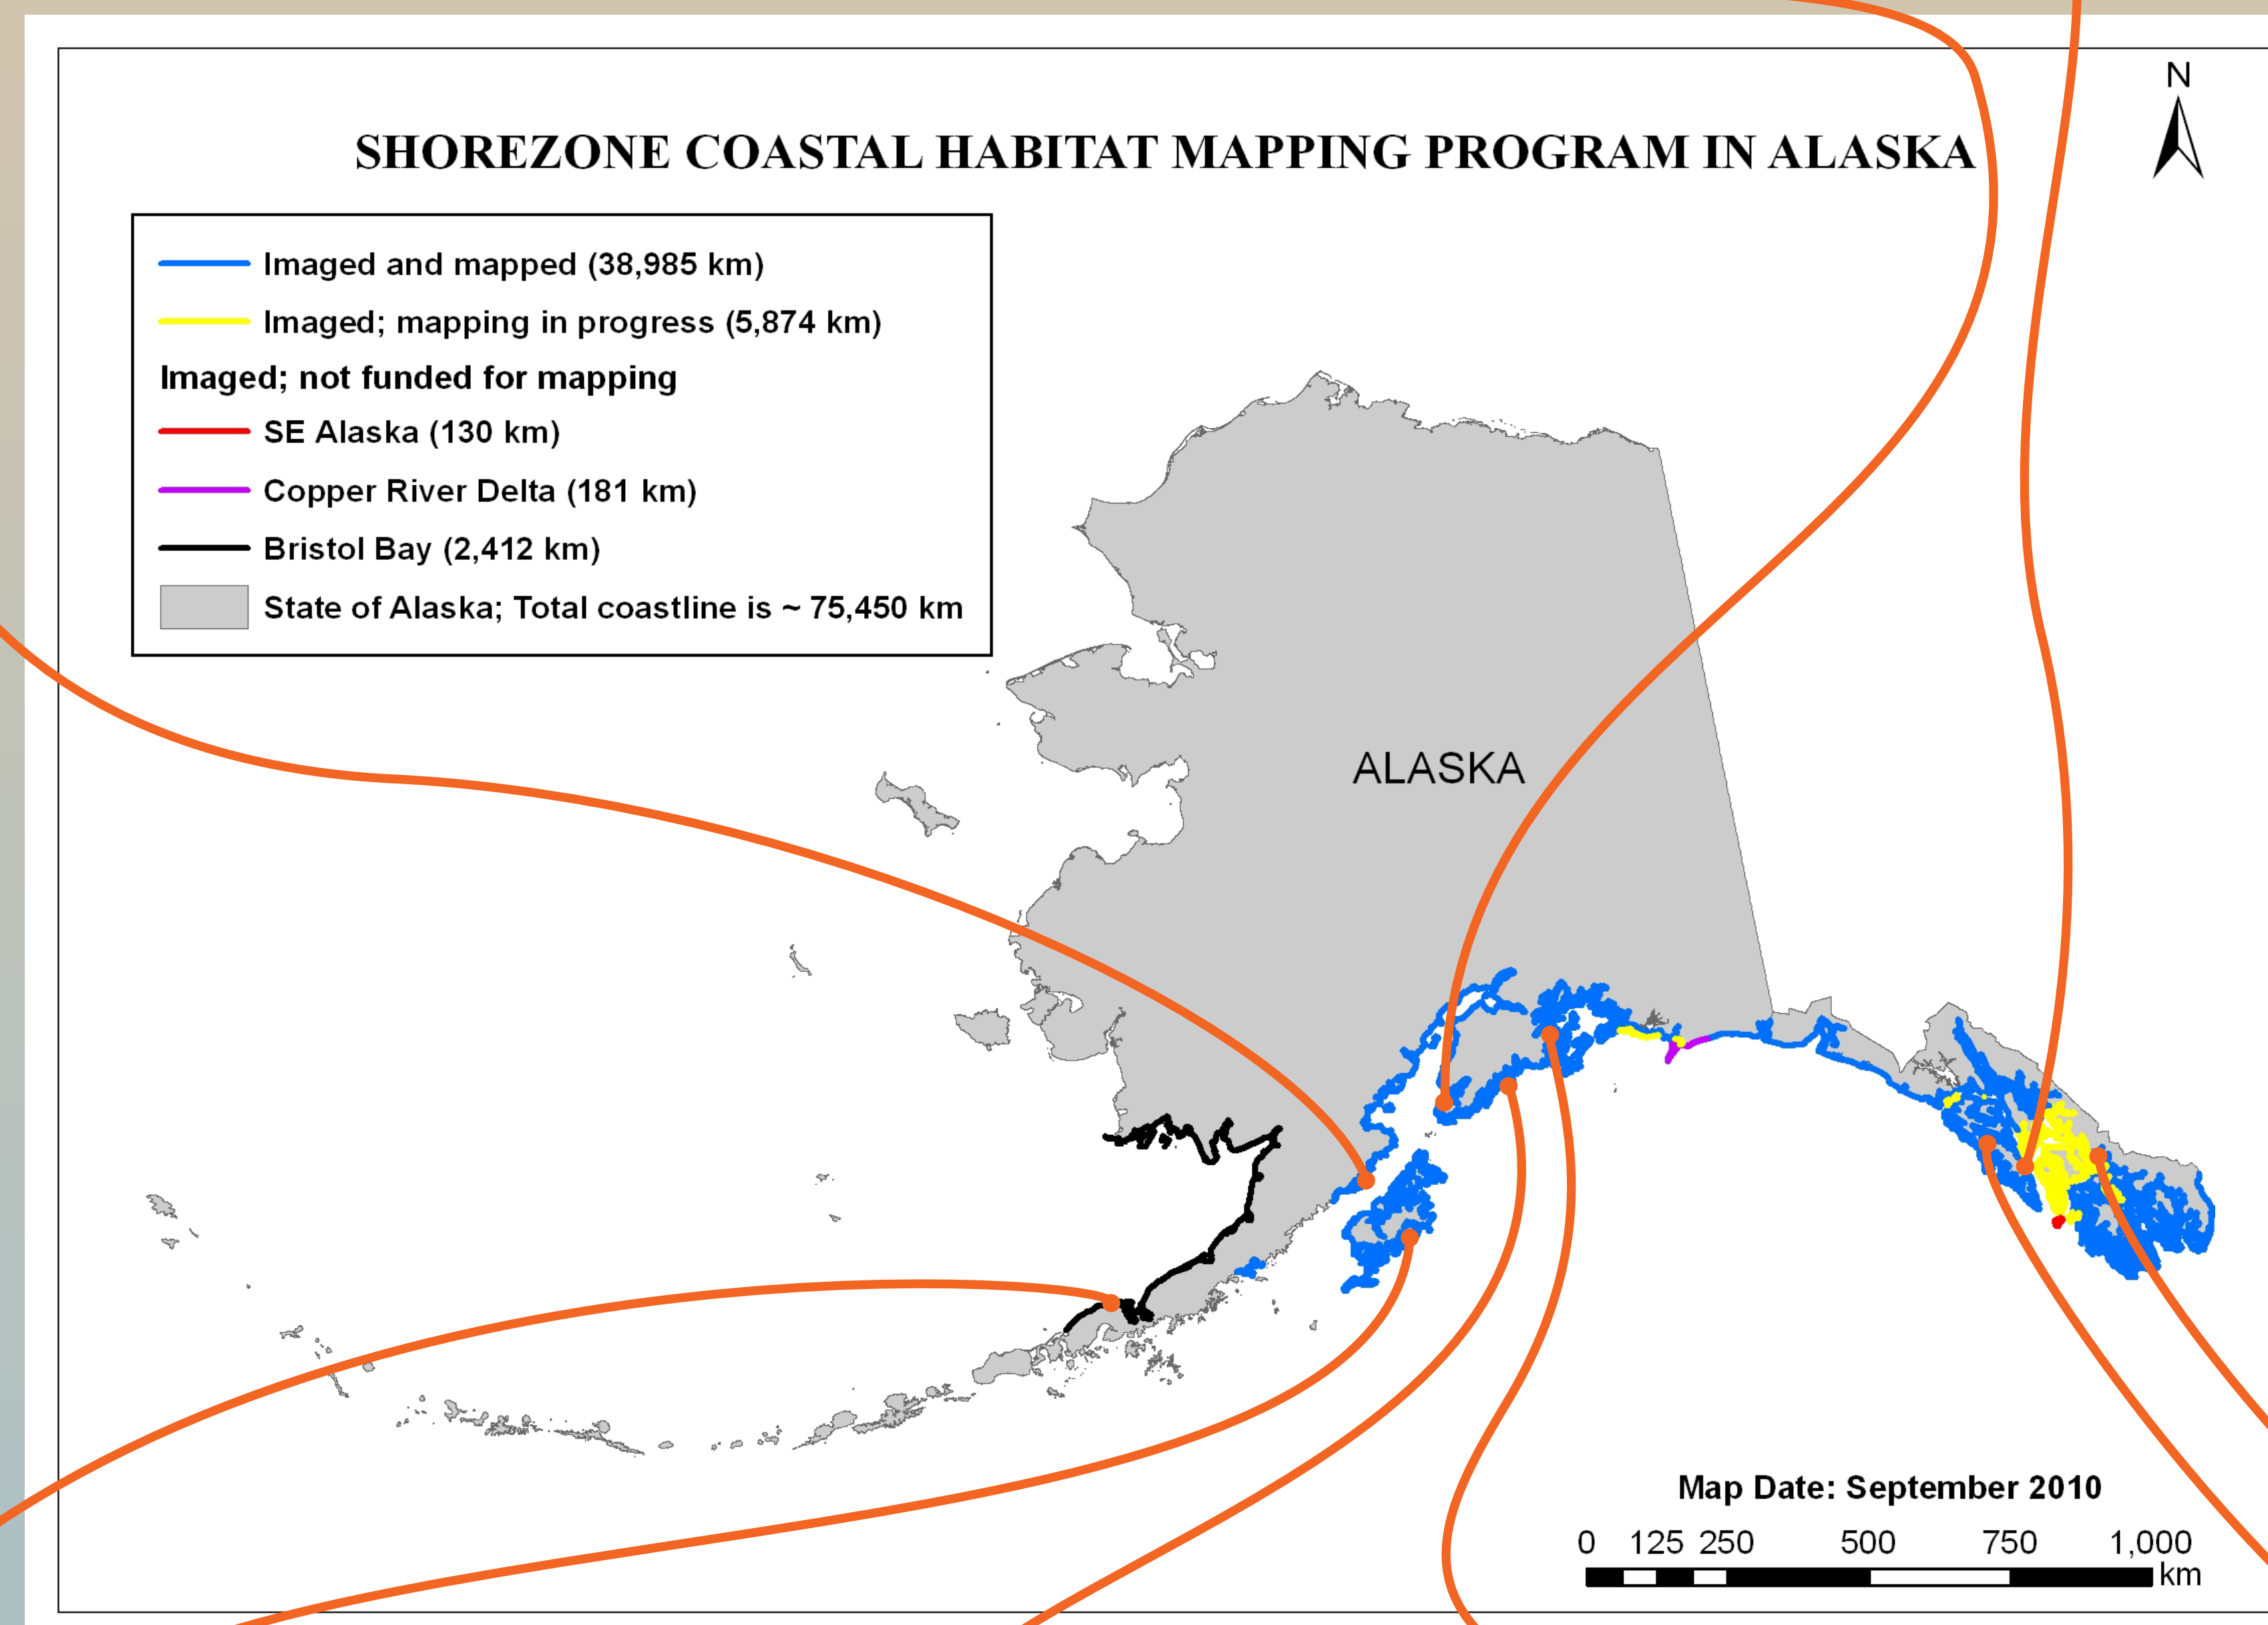 N
SHOREZONE COASTAL HABITAT MAPPING PROGRAM IN ALASKA
Imaged and mapped (38,985 km)
Imaged; mapping in progress (5,874 km)
Imaged; not funded for mapping
SE Alaska (130 km)
Copper River Delta (181 km)
Bristol Bay (2,412 km)
State of Alaska; Total coastline is ~ 75,450 km
ALASKA
Map Date: September 2010
0 125 250 500 750 1,000
km